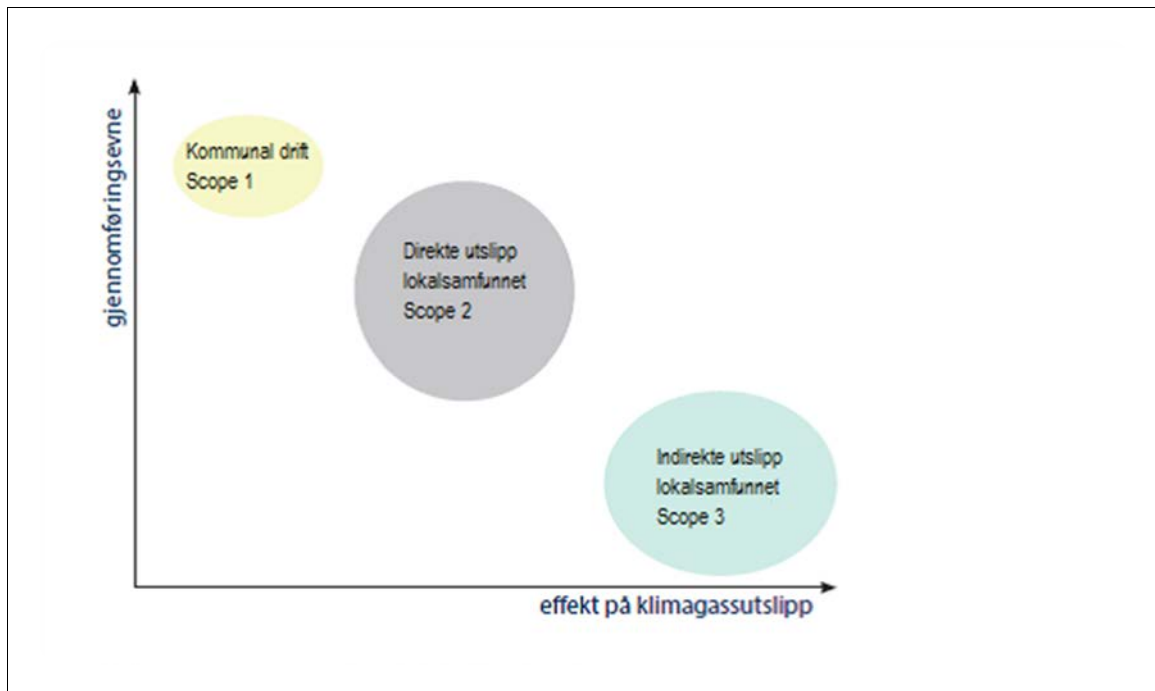 gjennomføringsevne
Kommunal drift
Scope 1
Direkte utslipp
lokalsamfunnet
Scope 2
Indirekte utslipp
lokalsamfunnet
Scope 3
effekt på klimagassutslipp